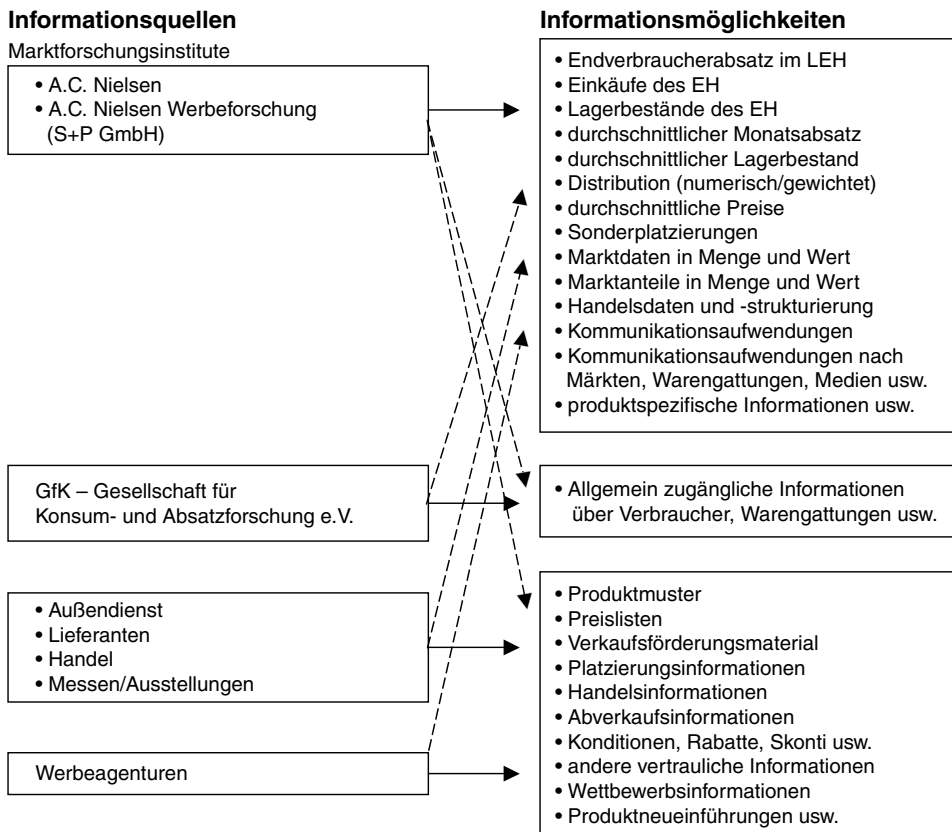 Informationsquellen
Marktforschungsinstitute
• A.C. Nielsen
• A.C. Nielsen Werbeforschung
(S+P GmbH)
GfK – Gesellschaft für
Konsum- und Absatzforschung e.V.
• Außendienst
• Lieferanten
• Handel
• Messen/Ausstellungen
Werbeagenturen
Informationsmöglichkeiten
• Endverbraucherabsatz im LEH
• Einkäufe des EH
• Lagerbestände des EH
• durchschnittlicher Monatsabsatz
• durchschnittlicher Lagerbestand
• Distribution (numerisch/gewichtet)
• durchschnittliche Preise
• Sonderplatzierungen
• Marktdaten in Menge und Wert
• Marktanteile in Menge und Wert
• Handelsdaten und -strukturierung
• Kommunikationsaufwendungen
• Kommunikationsaufwendungen nach
Märkten, Warengattungen, Medien usw.
• produktspezifische Informationen usw.
• Allgemein zugängliche Informationen
über Verbraucher, Warengattungen usw.
• Produktmuster
• Preislisten
• Verkaufsförderungsmaterial
• Platzierungsinformationen
• Handelsinformationen
• Abverkaufsinformationen
• Konditionen, Rabatte, Skonti usw.
• andere vertrauliche Informationen
• Wettbewerbsinformationen
• Produktneueinführungen usw.